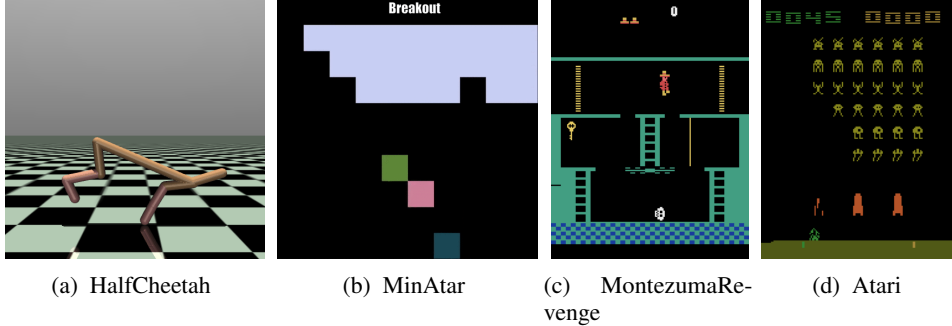 Breakout
0
0045 0000
(a) HalfCheetah
(b) MinAtar
(c) MontezumaRe-
venge
(d) Atari